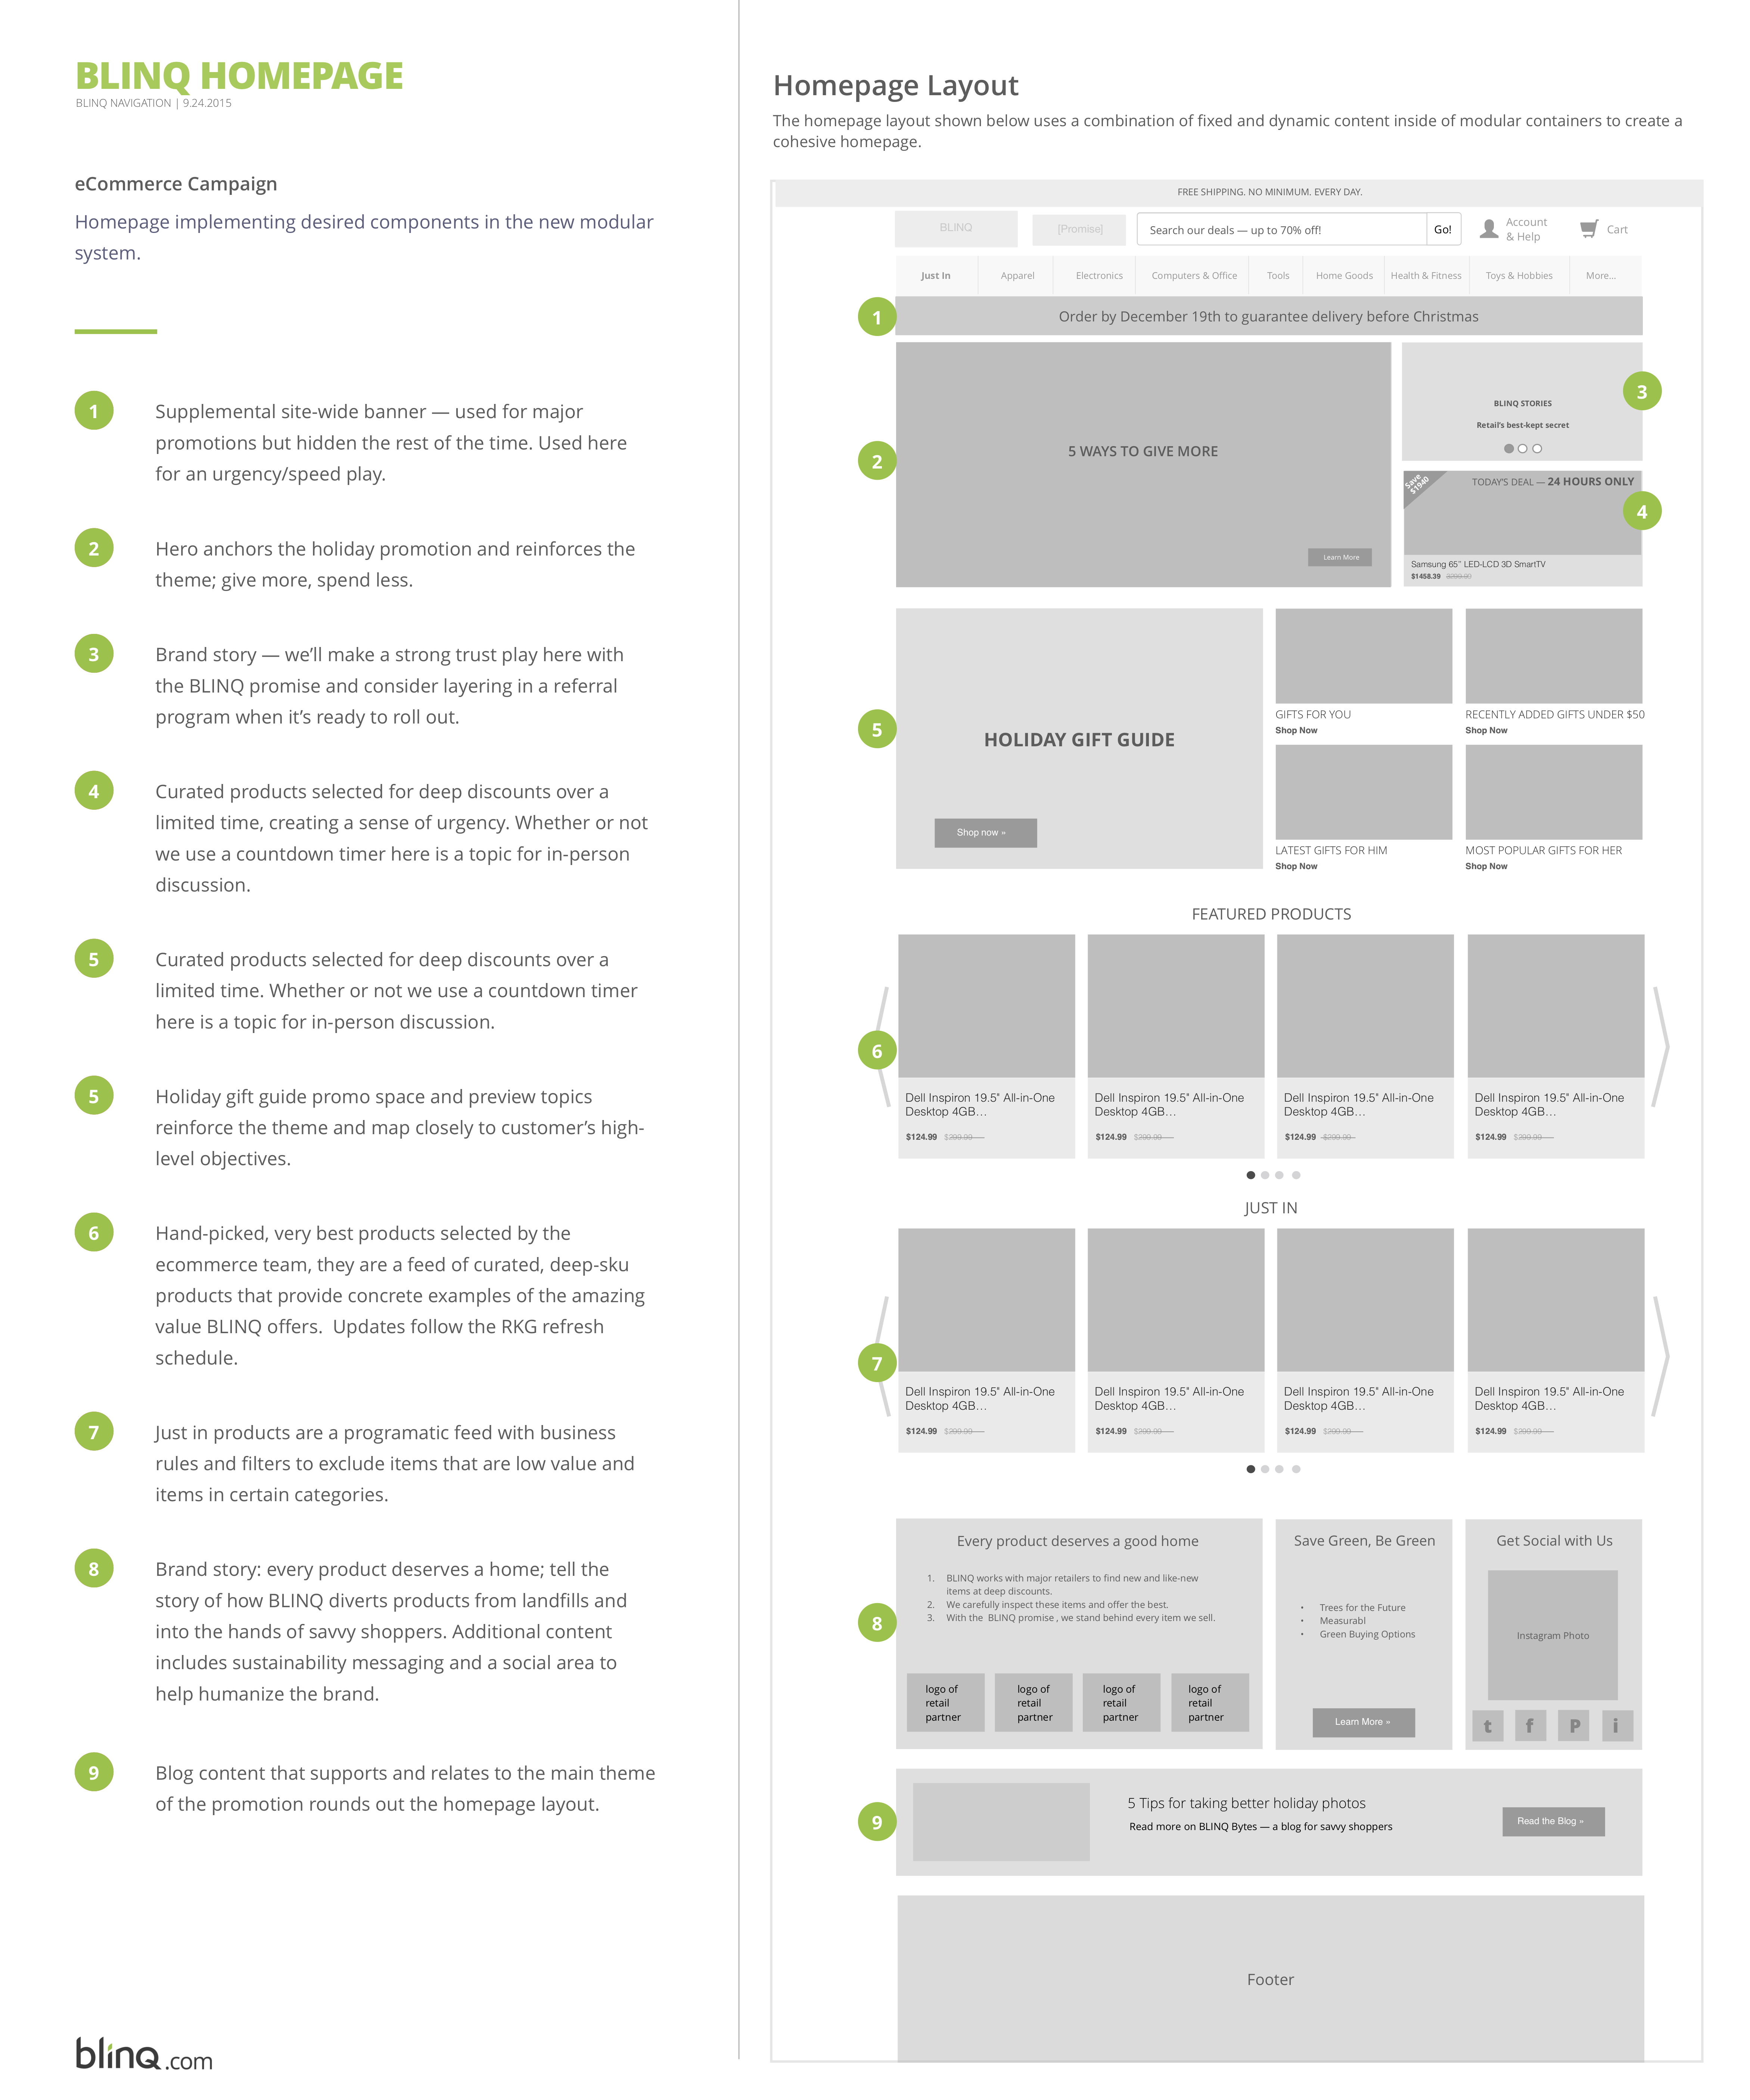 BLINQ HOMEPAGE
BLINQ NAVIGATION | 9.24.2015
eCommerce Campaign
Homepage implementing desired components in the new modular
system.
1
Supplemental site-wide banner — used for major
promotions but hidden the rest of the time. Used here
for an urgency/speed play.
2
Hero anchors the holiday promotion and reinforces the
theme; give more, spend less.
3
Brand story — we’ll make a strong trust play here with
the BLINQ promise and consider layering in a referral
program when it’s ready to roll out.
4
Curated products selected for deep discounts over a
limited time, creating a sense of urgency. Whether or not
we use a countdown timer here is a topic for in-person
discussion.
5
Curated products selected for deep discounts over a
limited time. Whether or not we use a countdown timer
here is a topic for in-person discussion.
5
Holiday gift guide promo space and preview topics
reinforce the theme and map closely to customer’s high-
level objectives.
6
Hand-picked, very best products selected by the
ecommerce team, they are a feed of curated, deep-sku
products that provide concrete examples of the amazing
value BLINQ offers.  Updates follow the RKG refresh
schedule.
7
Just in products are a programatic feed with business
rules and filters to exclude items that are low value and
items in certain categories.
8
Brand story: every product deserves a home; tell the
story of how BLINQ diverts products from landfills and
into the hands of savvy shoppers. Additional content
includes sustainability messaging and a social area to
help humanize the brand.
9
Blog content that supports and relates to the main theme
of the promotion rounds out the homepage layout.
blinq.com
Homepage Layout
The homepage layout shown below uses a combination of fixed and dynamic content inside of modular containers to create a
cohesive homepage.
FREE SHIPPING. NO MINIMUM. EVERY DAY.
BLINQ
[Promise]
Search our deals — up to 70% off!
Go!
Account
& Help
Cart
Just In Apparel Electronics Computers & Office Tools Home Goods Health & Fitness Toys & Hobbies More...
1
Order by December 19th to guarantee delivery before Christmas
2
5 WAYS TO GIVE MORE
Learn More
3
BLINQ STORIES
Retail’s best-kept secret
4
Save
$1940
TODAY’S DEAL — 24 HOURS ONLY
Samsung 65” LED-LCD 3D SmartTV
$1458.39 $299.99
5
HOLIDAY GIFT GUIDE
Shop now »
GIFTS FOR YOU
Shop Now
RECENTLY ADDED GIFTS UNDER $50
Shop Now
LATEST GIFTS FOR HIM
Shop Now
MOST POPULAR GIFTS FOR HER
Shop Now
FEATURED PRODUCTS
6
Dell Inspiron 19.5" All-in-One
Desktop 4GB…
$124.99 $299.99
Dell Inspiron 19.5" All-in-One
Desktop 4GB…
$124.99 $299.99
Dell Inspiron 19.5" All-in-One
Desktop 4GB…
$124.99 $299.99
Dell Inspiron 19.5" All-in-One
Desktop 4GB…
$124.99 $299.99
JUST IN
7
Dell Inspiron 19.5" All-in-One
Desktop 4GB…
$124.99 $299.99
Dell Inspiron 19.5" All-in-One
Desktop 4GB…
$124.99 $299.99
Dell Inspiron 19.5" All-in-One
Desktop 4GB…
$124.99 $299.99
Dell Inspiron 19.5" All-in-One
Desktop 4GB…
$124.99 $299.99
8
Every product deserves a good home
1. BLINQ works with major retailers to find new and like-new
items at deep discounts.
2. We carefully inspect these items and offer the best.
3. With the  BLINQ promise , we stand behind every item we sell.
logo of
retail
partner
logo of
retail
partner
logo of
retail
partner
logo of
retail
partner
Save Green, Be Green
• Trees for the Future
• Measurabl
• Green Buying Options
Learn More »
Get Social with Us
Instagram Photo
t f P i
9
5 Tips for taking better holiday photos
Read more on BLINQ Bytes — a blog for savvy shoppers
Read the Blog »
Footer